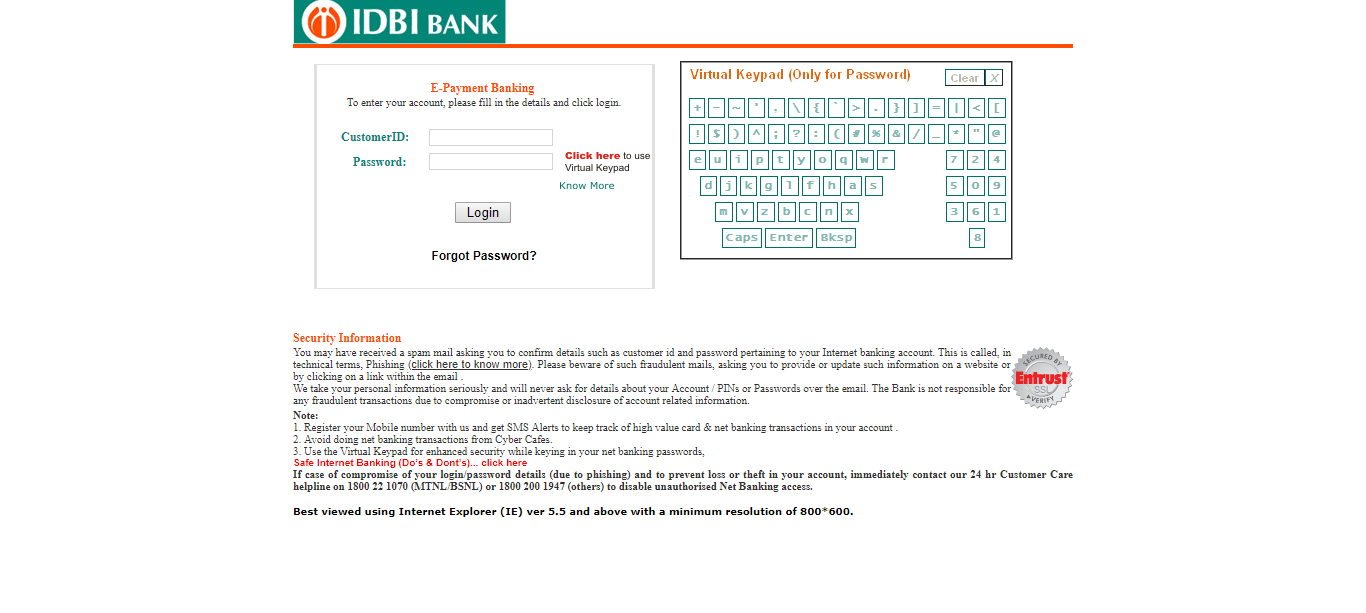 IDBI BANK
E-Payment Banking
To enter your account, please fill in the details and click login.
CustomerID:
Password:
Click here to use
Virtual Keypad
Know More
Login
Forgot Password?
Virtual Keypad (Only for Password)
Clear X
+ - ~ ' , \ { ` > . } ] = | < [
! $ ) ^ ; ? : ( # % & / _ * " @
e u i p t y o q w r 7 2 4
d j k g l f h a s 5 0 9
m v z b c n x 3 6 1
Caps Enter Bksp 8
Security Information
You may have received a spam mail asking you to confirm details such as customer id and password pertaining to your Internet banking account. This is called, in
technical terms, Phishing (click here to know more). Please beware of such fraudulent mails, asking you to provide or update such information on a website or
by clicking on a link within the email .
We take your personal information seriously and will never ask for details about your Account / PINs or Passwords over the email. The Bank is not responsible for
any fraudulent transactions due to compromise or inadvertent disclosure of account related information.
SECURED BY
Entrust
SSL
VERIFY
Note:
1. Register your Mobile number with us and get SMS Alerts to keep track of high value card & net banking transactions in your account .
2. Avoid doing net banking transactions from Cyber Cafes.
3. Use the Virtual Keypad for enhanced security while keying in your net banking passwords,
Safe Internet Banking (Do's & Dont's)... click here
If case of compromise of your login/password details (due to phishing) and to prevent loss or theft in your account, immediately contact our 24 hr Customer Care
helpline on 1800 22 1070 (MTNL/BSNL) or 1800 200 1947 (others) to disable unauthorised Net Banking access.
Best viewed using Internet Explorer (IE) ver 5.5 and above with a minimum resolution of 800*600.